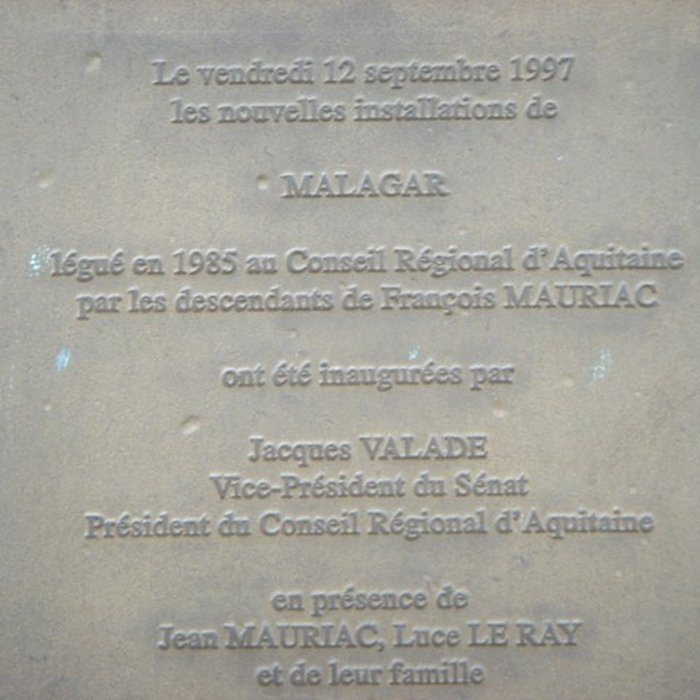 Le vendredi 12 septembre 1997
les nouvelles installations de
MALAGAR
légué en 1985 au Conseil Régional d'Aquitaine
par les descendants de François MAURIAC
ont été inaugurées par
Jacques VALADE
Vice-Président du Sénat
Président du Conseil Régional d'Aquitaine
en présence de
Jean MAURIAC, Luce LE RAY
et de leur famille